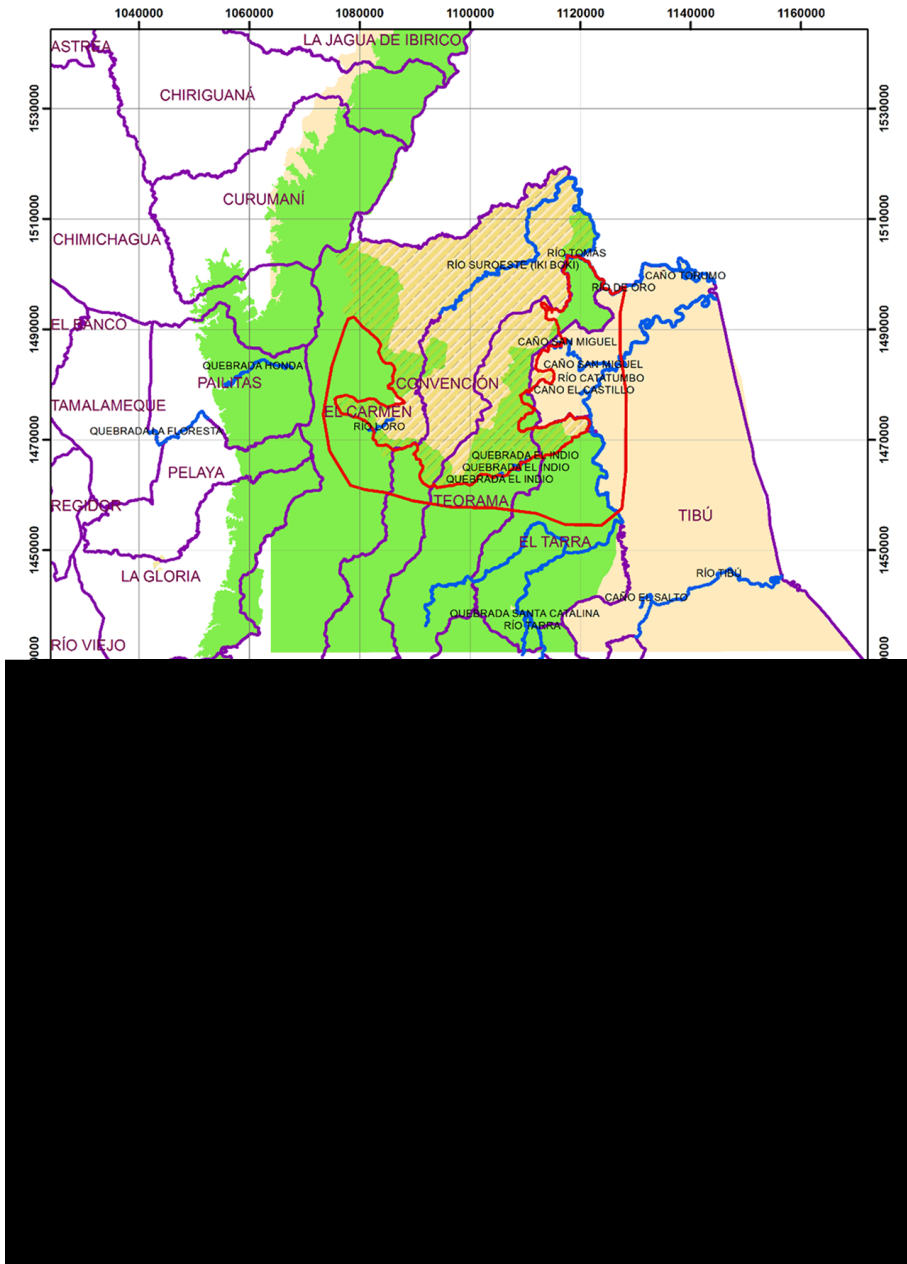 1040000
1060000
1080000
1100000
1120000
1140000
1160000
LA JAGUA DE IBIRICO
ASTREA
CHIRIGUANÁ
1530000
1530000
CURUMANÍ
1510000
1510000
CHIMICHAGUA
RÍO TOMÁS
RÍO SUROESTE (IKI BOKI)
CAÑO TORUMO
RÍO DE ORO
EL BANCO
1490000
1490000
CAÑO SAN MIGUEL
QUEBRADA HONDA
CAÑO SAN MIGUEL
PAILITAS
CONVENCIÓN
RÍO CATATUMBO
CAÑO EL CASTILLO
TAMALAMEQUE
EL CARMEN
RÍO LORO
QUEBRADA LA FLORESTA
1470000
1470000
QUEBRADA EL INDIO
QUEBRADA EL INDIO
PELAYA
QUEBRADA EL INDIO
TEORAMA
REGIDOR
TIBÚ
EL TARRA
1450000
1450000
LA GLORIA
RÍO TIBÚ
CAÑO EL SALTO
QUEBRADA SANTA CATALINA
RÍO TARRA
RÍO VIEJO